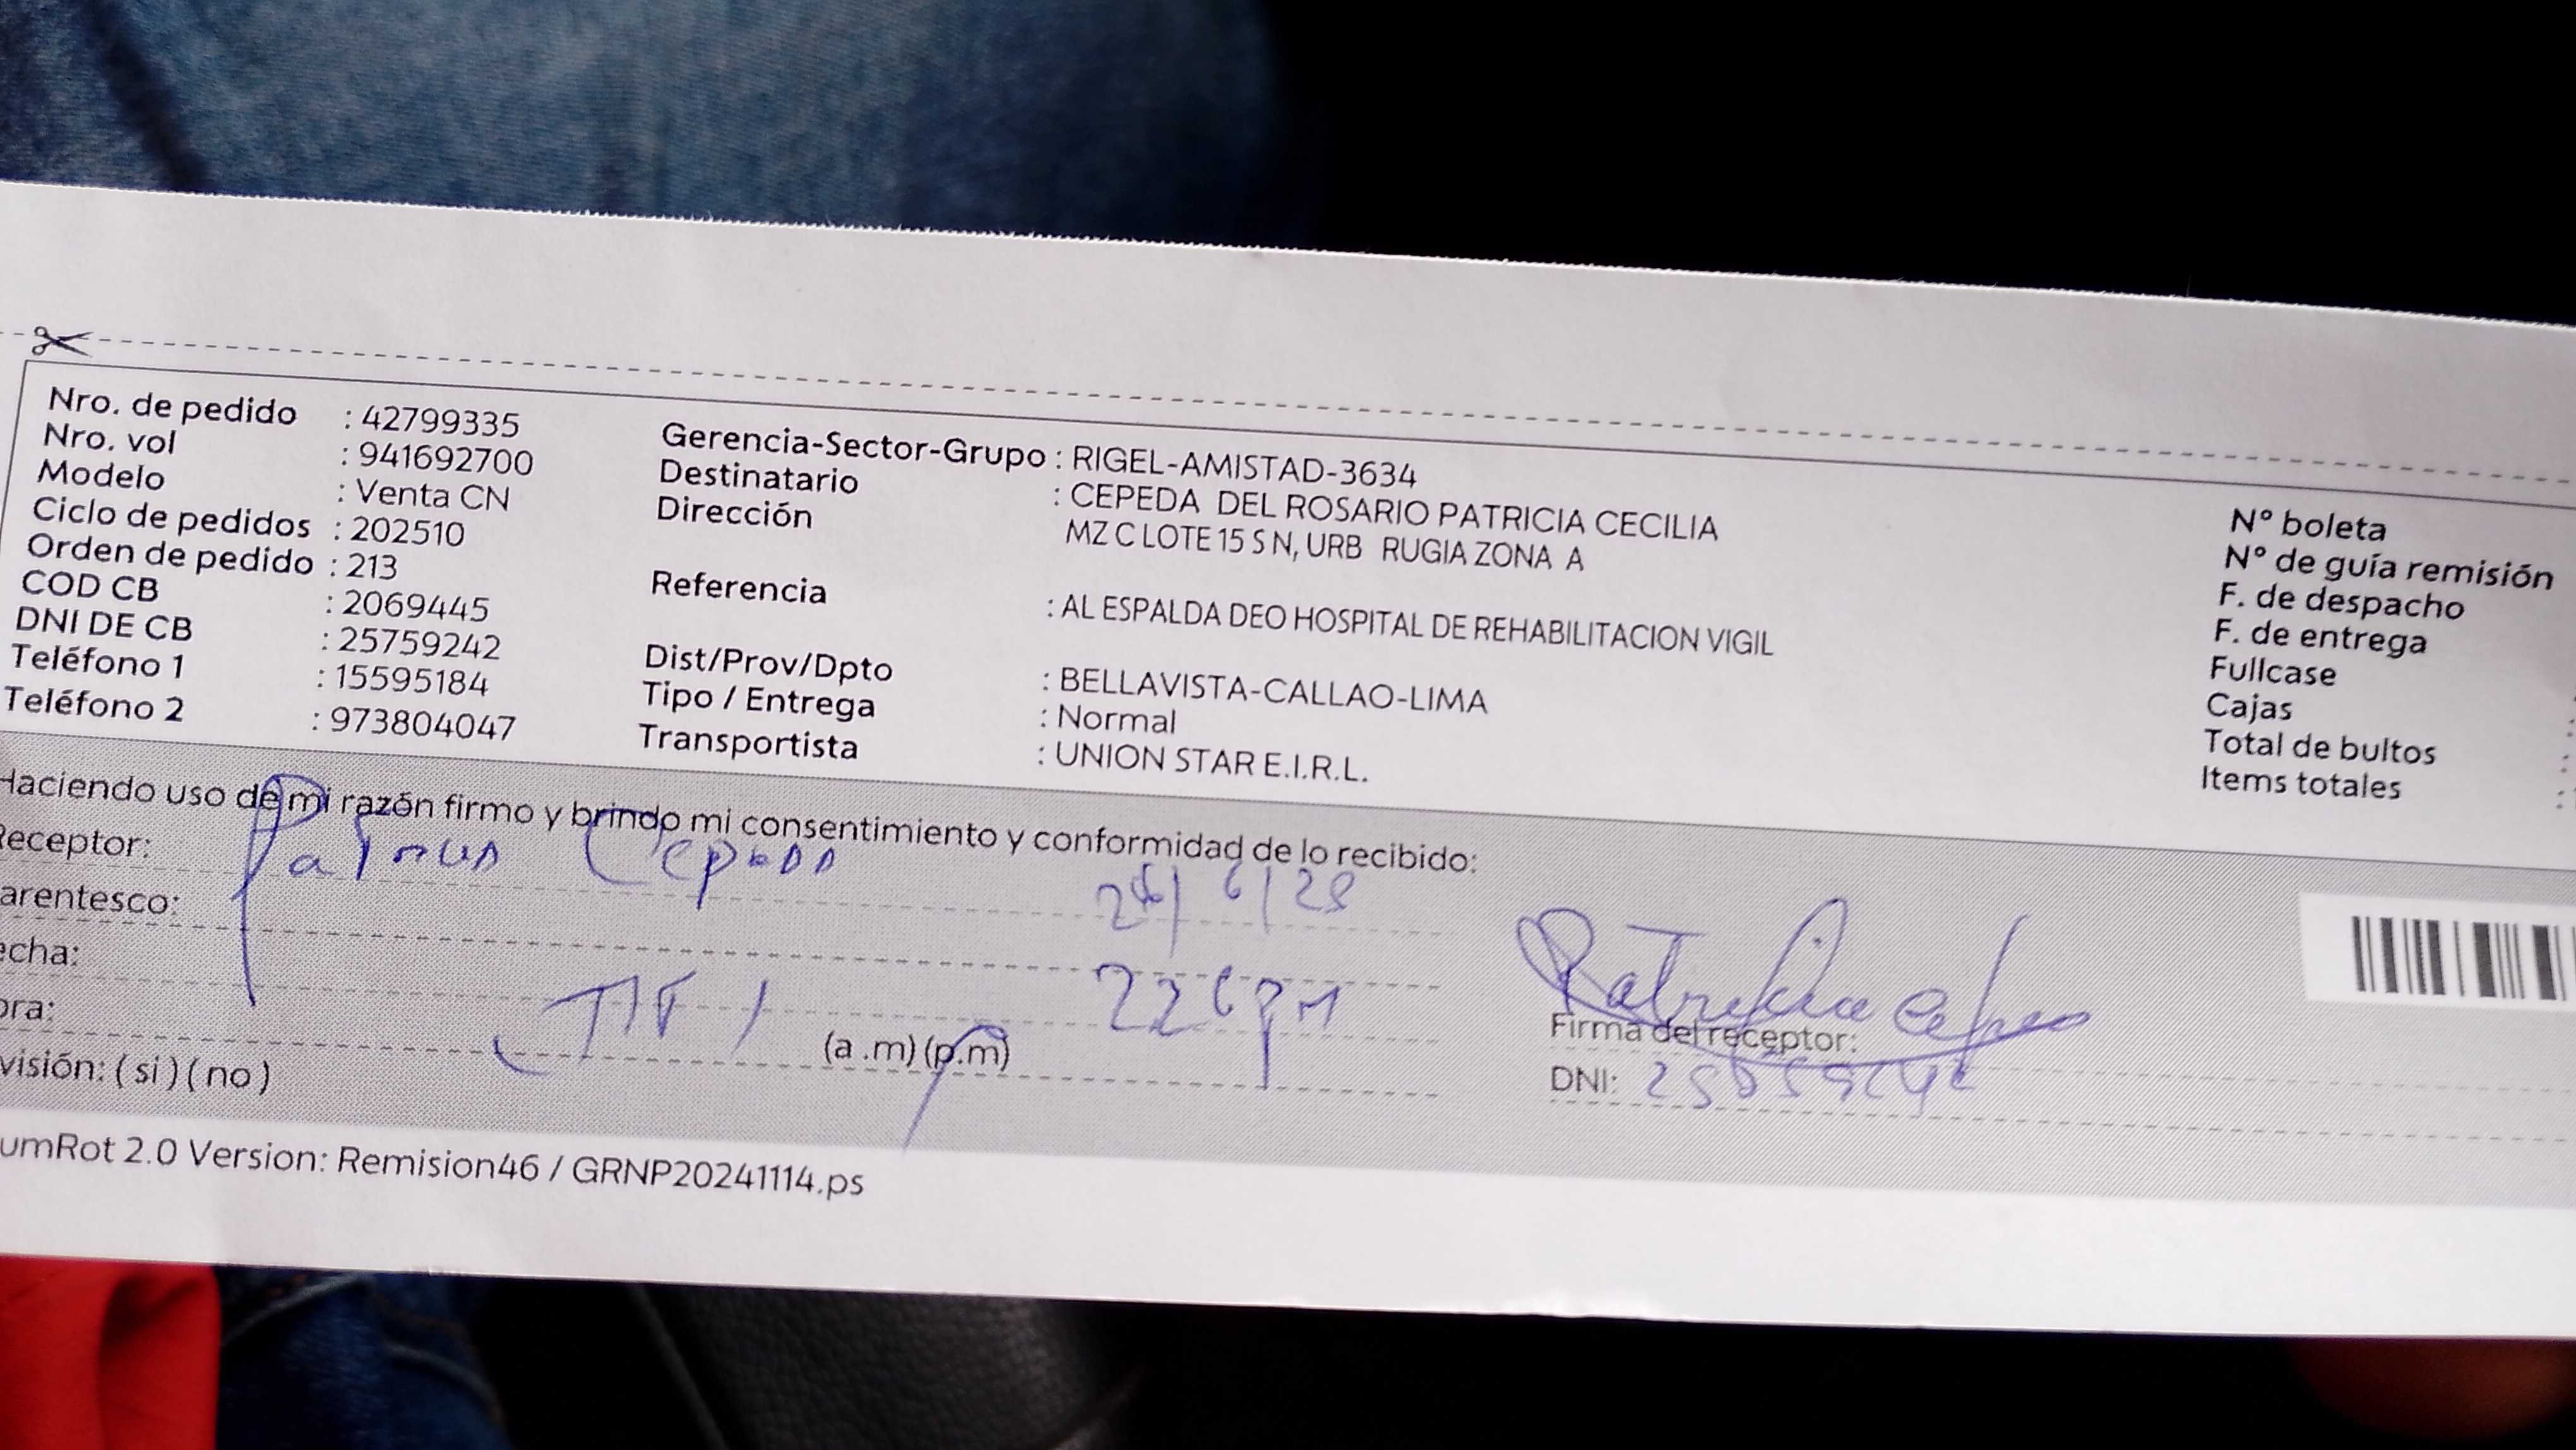 Nro. de pedido : 42799335
Nro. vol : 941692700
Modelo : Venta CN
Ciclo de pedidos : 202510
Orden de pedido : 213
COD CB : 2069445
DNI DE CB : 25759242
Teléfono 1 : 15595184
Teléfono 2 : 973804047
Gerencia-Sector-Grupo : RIGEL-AMISTAD-3634
Destinatario : CEPEDA DEL ROSARIO PATRICIA CECILIA
Dirección MZ C LOTE 15 S N, URB RUGIA ZONA A
Referencia : AL ESPALDA DEO HOSPITAL DE REHABILITACION VIGIL
Dist/Prov/Dpto : BELLAVISTA-CALLAO-LIMA
Tipo / Entrega : Normal
Transportista : UNION STAR E.I.R.L.
N° boleta
N° de guía remisión
F. de despacho
F. de entrega
Fullcase
Cajas
Total de bultos
Items totales
Haciendo uso de mi razón firmo y brindo mi consentimiento y conformidad de lo recibido:
Receptor: Cepeda
arentesco:
echa:
ora:
(a .m) (p.m)
visión: ( si ) ( no )
Patricia
Firma del receptor:
DNI:
umRot 2.0 Version: Remision46 / GRNP20241114.ps